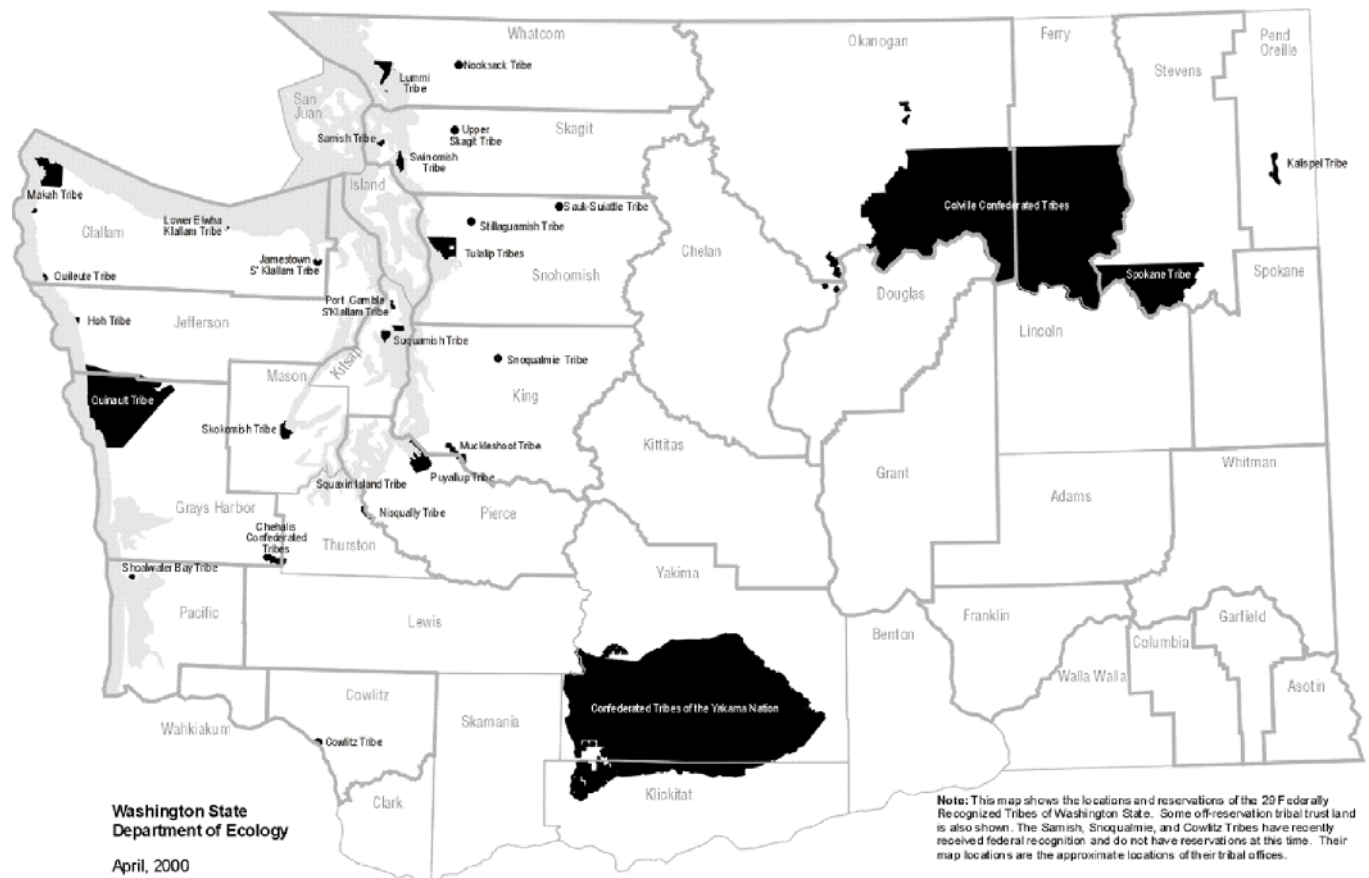 Whatcom
Okanogan
Ferry
Pend
Oreille
Stevens
Nooksack Tribe
Lummi
Tribe
San
Juan
Skagit
Upper
Skagit Tribe
Samish Tribe
Swinomish
Tribe
Kalispel Tribe
Makah Tribe
Island
Colville Confederated Tribes
Sauk-Suiattle Tribe
Lower Elwha
Klallam Tribe
Stillaguamish Tribe
Clallam
Tulalip Tribes
Chelan
Jamestown
S' Klallam Tribe
Snohomish
Quileute Tribe
Spokane Tribe
Spokane
Douglas
Port Gamble
S'Klallam Tribe
Hoh Tribe
Jefferson
Lincoln
Suquamish Tribe
Snoqualmie Tribe
Kitsap
Mason
King
Quinault Tribe
Skokomish Tribe
Muckleshoot Tribe
Kittitas
Whitman
Puyallup Tribe
Grant
Squaxin Island Tribe
Adams
Grays Harbor
Nisqually Tribe
Pierce
Chehalis
Confederated
Tribes
Thurston
Shoalwater Bay Tribe
Yakima
Pacific
Lewis
Franklin
Garfield
Benton
Columbia
Walla Walla
Asotin
Cowlitz
Confederated Tribes of the Yakama Nation
Skamania
Wahkiakum
Cowlitz Tribe
Klickitat
Clark
Washington State
Department of Ecology
April, 2000
Note: This map shows the locations and reservations of the 29 Federally
Recognized Tribes of Washington State. Some off-reservation tribal trust land
is also shown. The Samish, Snoqualmie, and Cowlitz Tribes have recently
received federal recognition and do not have reservations at this time. Their
map locations are the approximate locations of their tribal offices.